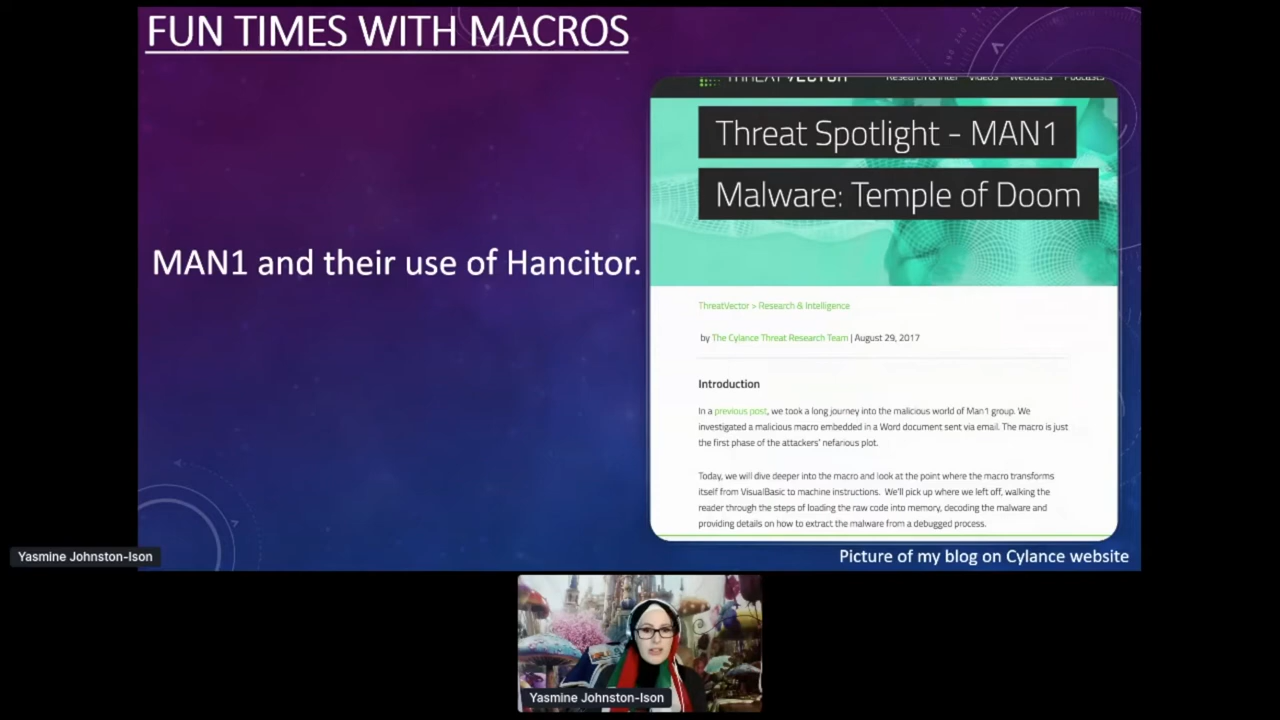 FUN TIMES WITH MACROS
THREATVECTOR Research & Intel Videos Webcasts Podcasts
Threat Spotlight - MAN1
Malware: Temple of Doom
MAN1 and their use of Hancitor.
ThreatVector > Research & Intelligence
by The Cylance Threat Research Team | August 29, 2017
Introduction
In a previous post, we took a long journey into the malicious world of Man1 group. We
investigated a malicious macro embedded in a Word document sent via email. The macro is just
the first phase of the attackers' nefarious plot.
Today, we will dive deeper into the macro and look at the point where the macro transforms
itself from VisualBasic to machine instructions. We'll pick up where we left off, walking the
reader through the steps of loading the raw code into memory, decoding the malware and
providing details on how to extract the malware from a debugged process.
Picture of my blog on Cylance website
Yasmine Johnston-Ison
Yasmine Johnston-Ison